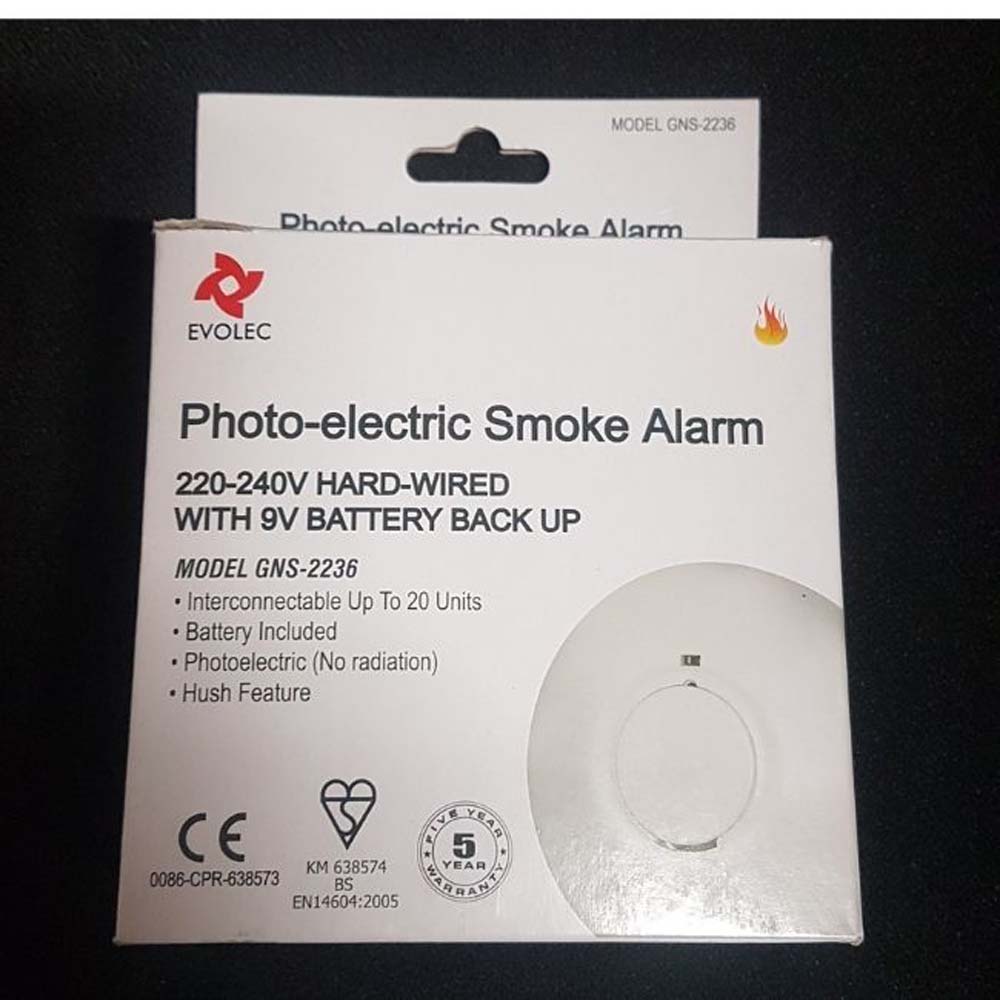 MODEL GNS-2236
Photo-electric Smoke Alarm
EVOLEC
Photo-electric Smoke Alarm
220-240V HARD-WIRED
WITH 9V BATTERY BACK UP
MODEL GNS-2236
• Interconnectable Up To 20 Units
• Battery Included
• Photoelectric (No radiation)
• Hush Feature
CE
0086-CPR-638573
KM 638574
BS
EN14604:2005
FIVE YEAR
5
YEAR
WARRANTY